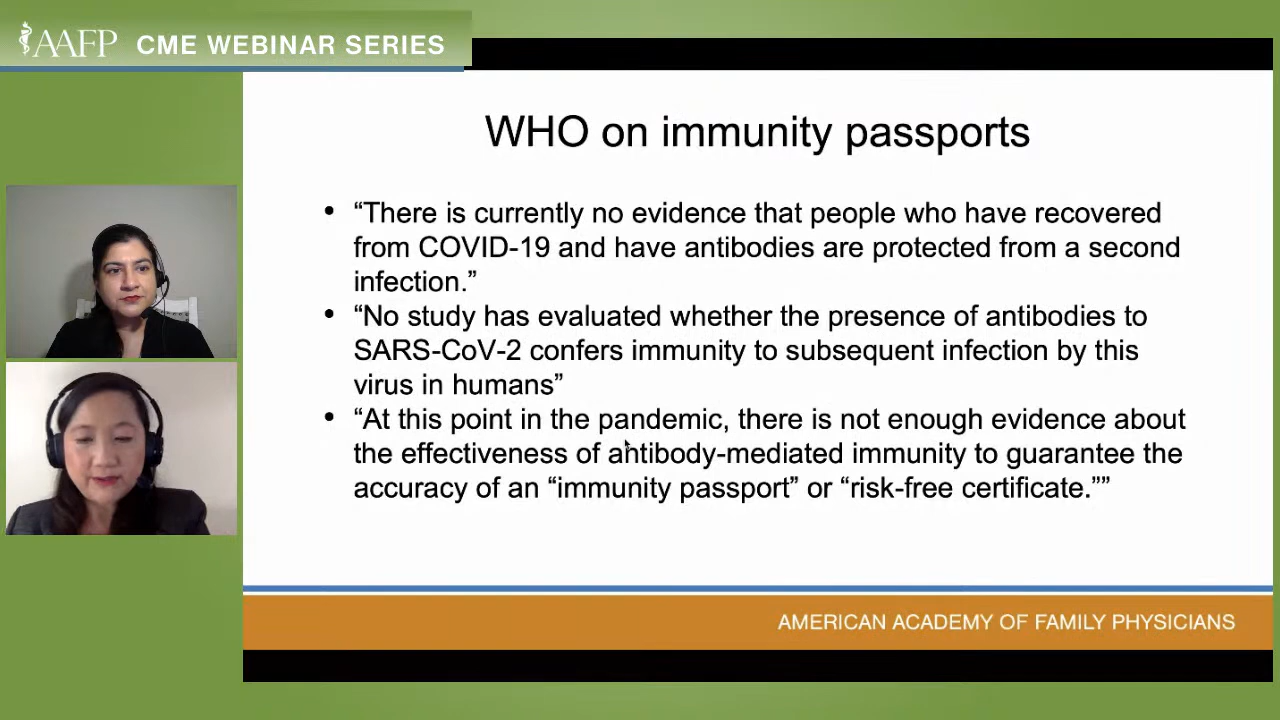 AAFP CME WEBINAR SERIES
WHO on immunity passports
• “There is currently no evidence that people who have recovered
from COVID-19 and have antibodies are protected from a second
infection.”
• “No study has evaluated whether the presence of antibodies to
SARS-CoV-2 confers immunity to subsequent infection by this
virus in humans”
• “At this point in the pandemic, there is not enough evidence about
the effectiveness of antibody-mediated immunity to guarantee the
accuracy of an “immunity passport” or “risk-free certificate.””
AMERICAN ACADEMY OF FAMILY PHYSICIANS